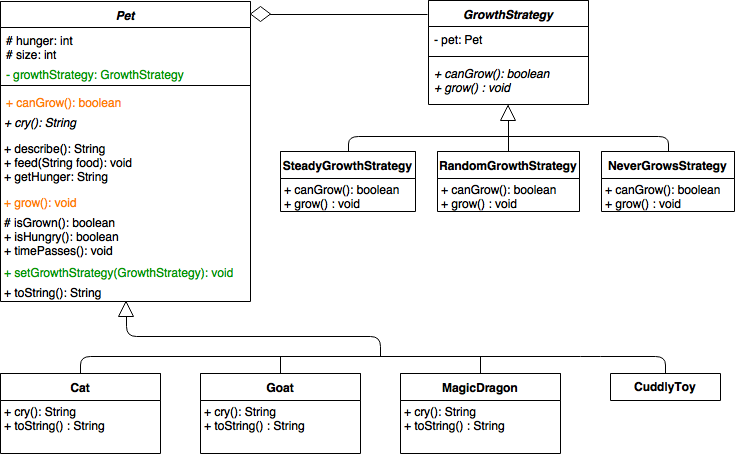 Pet
# hunger: int
# size: int
- growthStrategy: GrowthStrategy
+ canGrow(): boolean
+ cry(): String
+ describe(): String
+ feed(String food): void
+ getHunger: String
+ grow(): void
# isGrown(): boolean
+ isHungry(): boolean
+ timePasses(): void
+ setGrowthStrategy(GrowthStrategy): void
+ toString(): String
GrowthStrategy
- pet: Pet
+ canGrow(): boolean
+ grow() : void
SteadyGrowthStrategy
+ canGrow(): boolean
+ grow() : void
RandomGrowthStrategy
+ canGrow(): boolean
+ grow() : void
NeverGrowsStrategy
+ canGrow(): boolean
+ grow() : void
Cat
+ cry(): String
+ toString() : String
Goat
+ cry(): String
+ toString() : String
MagicDragon
+ cry(): String
+ toString() : String
CuddlyToy